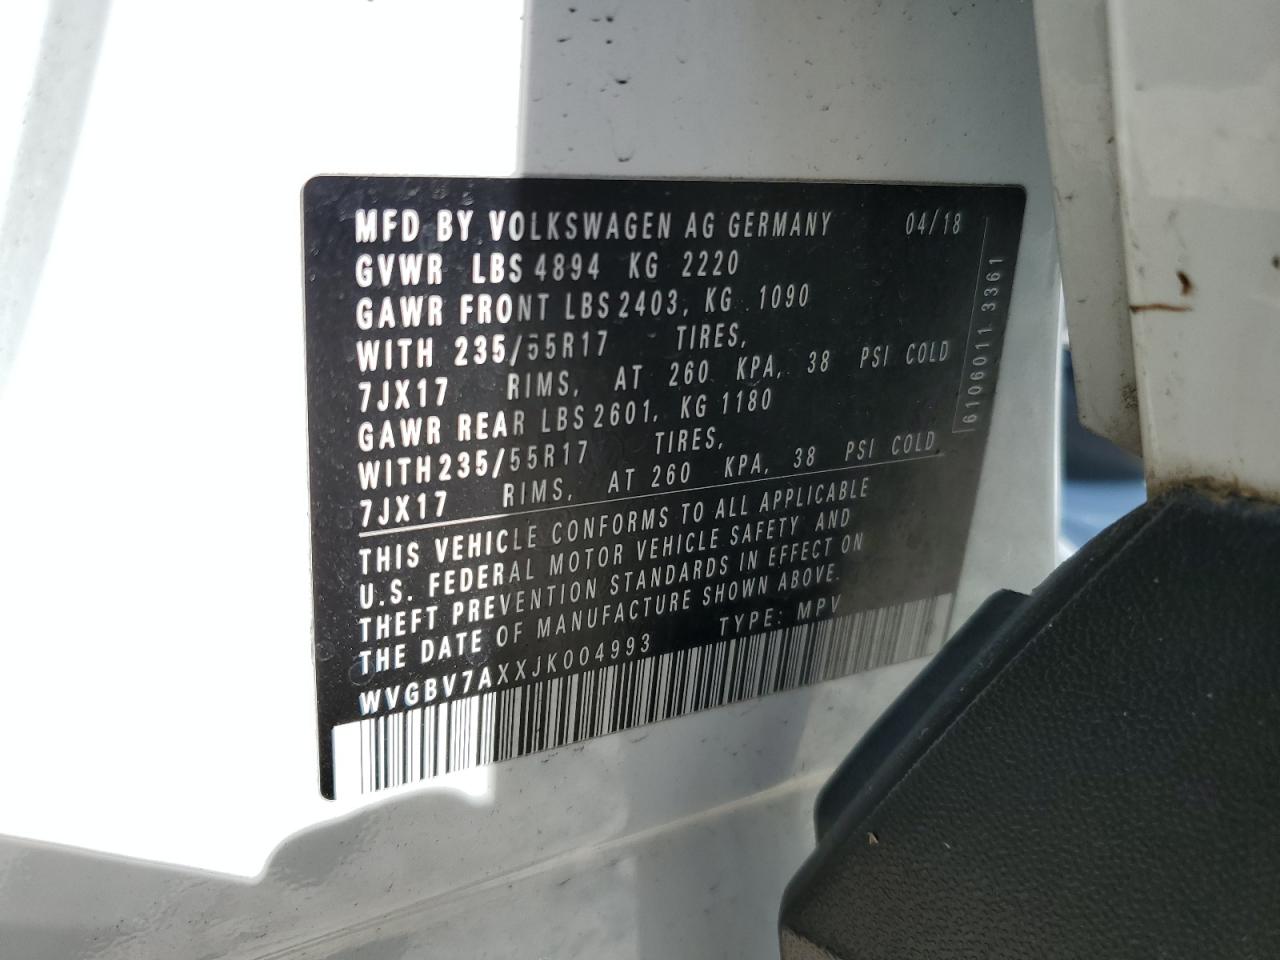 MFD BY VOLKSWAGEN AG GERMANY 04/18
GVWR LBS 4894 KG 2220
GAWR FRONT LBS 2403, KG 1090
WITH 235/55R17 TIRES,
7JX17 RIMS, AT 260 KPA, 38 PSI COLD
GAWR REAR LBS 2601, KG 1180
WITH 235/55R17 TIRES,
7JX17 RIMS, AT 260 KPA, 38 PSI COLD
THIS VEHICLE CONFORMS TO ALL APPLICABLE
U.S. FEDERAL MOTOR VEHICLE SAFETY AND
THEFT PREVENTION STANDARDS IN EFFECT ON
THE DATE OF MANUFACTURE SHOWN ABOVE.
WVGBV7AXXJK004993 TYPE: MPV
6106011 3361